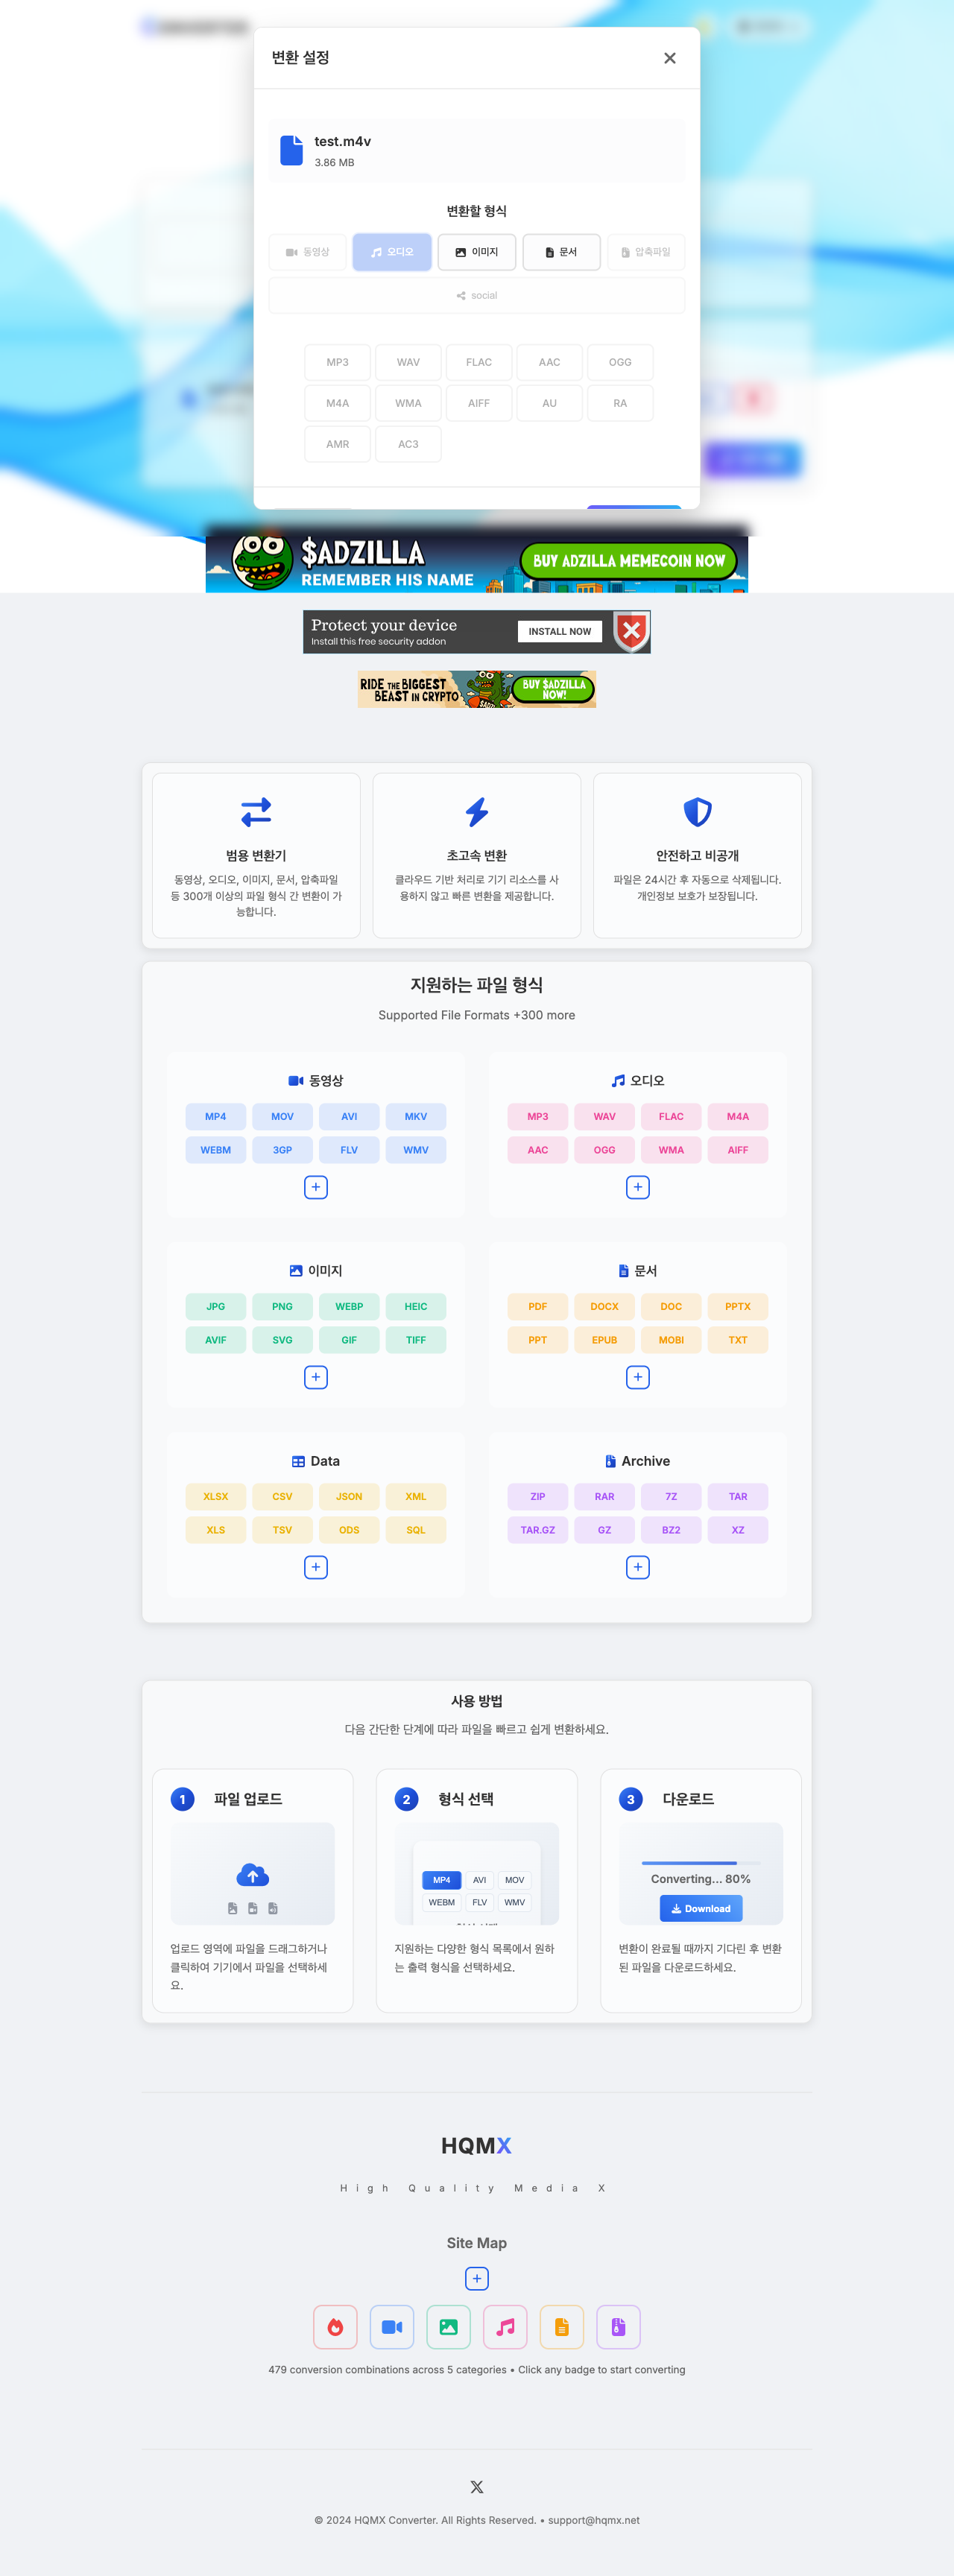 변환 설정
test.m4v
3.86 MB
변환할 형식
동영상
오디오
이미지
문서
압축파일
social
MP3 WAV FLAC AAC OGG
M4A WMA AIFF AU RA
AMR AC3
$ADZILLA
REMEMBER HIS NAME
BUY ADZILLA MEMECOIN NOW
Protect your device
Install this free security addon
INSTALL NOW
RIDE THE BIGGEST
BEAST IN CRYPTO
BUY $ADZILLA
NOW!
범용 변환기
동영상, 오디오, 이미지, 문서, 압축파일
등 300개 이상의 파일 형식 간 변환이 가
능합니다.
초고속 변환
클라우드 기반 처리로 기기 리소스를 사
용하지 않고 빠른 변환을 제공합니다.
안전하고 비공개
파일은 24시간 후 자동으로 삭제됩니다.
개인정보 보호가 보장됩니다.
지원하는 파일 형식
Supported File Formats +300 more
동영상
MP4 MOV AVI MKV
WEBM 3GP FLV WMV
오디오
MP3 WAV FLAC M4A
AAC OGG WMA AIFF
이미지
JPG PNG WEBP HEIC
AVIF SVG GIF TIFF
문서
PDF DOCX DOC PPTX
PPT EPUB MOBI TXT
Data
XLSX CSV JSON XML
XLS TSV ODS SQL
Archive
ZIP RAR 7Z TAR
TAR.GZ GZ BZ2 XZ
사용 방법
다음 간단한 단계에 따라 파일을 빠르고 쉽게 변환하세요.
1 파일 업로드
업로드 영역에 파일을 드래그하거나
클릭하여 기기에서 파일을 선택하세
요.
2 형식 선택
MP4 AVI MOV
WEBM FLV WMV
지원하는 다양한 형식 목록에서 원하
는 출력 형식을 선택하세요.
3 다운로드
Converting... 80%
Download
변환이 완료될 때까지 기다린 후 변환
된 파일을 다운로드하세요.
HQMX
High Quality Media X
Site Map
479 conversion combinations across 5 categories • Click any badge to start converting
© 2024 HQMX Converter. All Rights Reserved. • support@hqmx.net